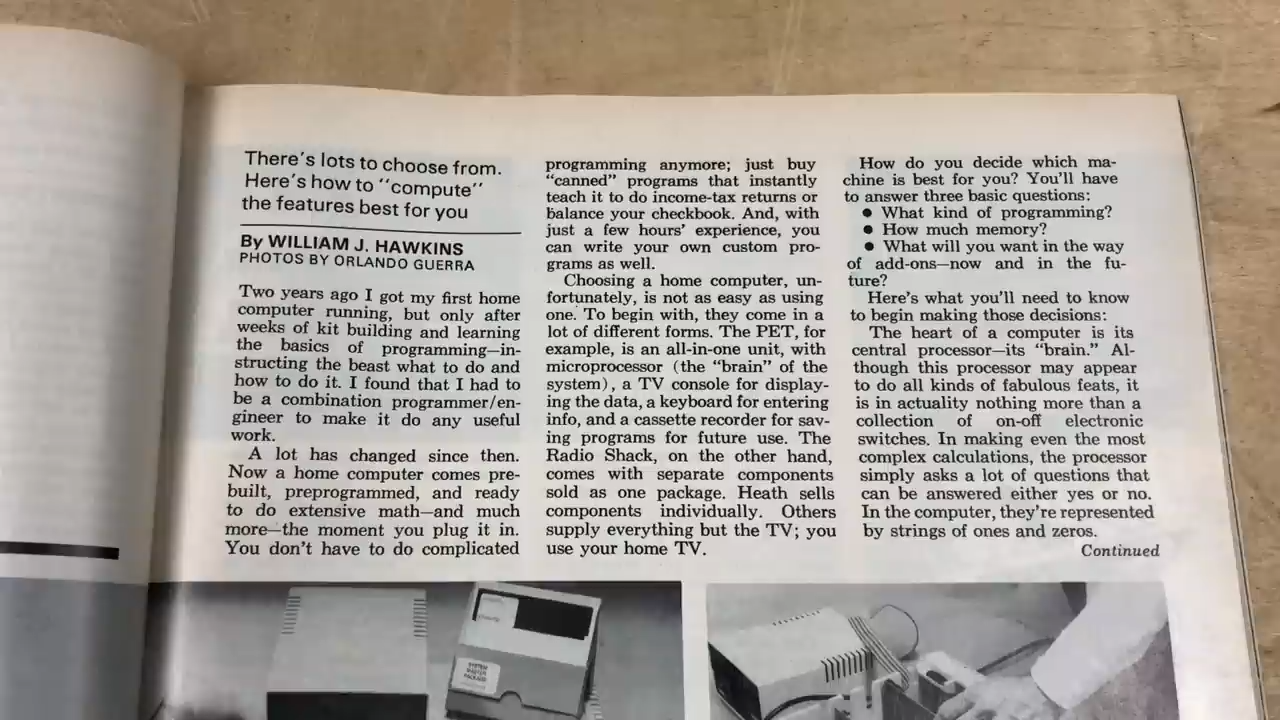 There's lots to choose from.
Here's how to "compute"
the features best for you
By WILLIAM J. HAWKINS
PHOTOS BY ORLANDO GUERRA
Two years ago I got my first home
computer running, but only after
weeks of kit building and learning
the basics of programming—in-
structing the beast what to do and
how to do it. I found that I had to
be a combination programmer/en-
gineer to make it do any useful
work.
A lot has changed since then.
Now a home computer comes pre-
built, preprogrammed, and ready
to do extensive math—and much
more—the moment you plug it in.
You don't have to do complicated
programming anymore; just buy
"canned" programs that instantly
teach it to do income-tax returns or
balance your checkbook. And, with
just a few hours' experience, you
can write your own custom pro-
grams as well.
Choosing a home computer, un-
fortunately, is not as easy as using
one. To begin with, they come in a
lot of different forms. The PET, for
example, is an all-in-one unit, with
microprocessor (the "brain" of the
system), a TV console for display-
ing the data, a keyboard for entering
info, and a cassette recorder for sav-
ing programs for future use. The
Radio Shack, on the other hand,
comes with separate components
sold as one package. Heath sells
components individually. Others
supply everything but the TV; you
use your home TV.
How do you decide which ma-
chine is best for you? You'll have
to answer three basic questions:
● What kind of programming?
● How much memory?
● What will you want in the way
of add-ons—now and in the fu-
ture?
Here's what you'll need to know
to begin making those decisions:
The heart of a computer is its
central processor—its "brain." Al-
though this processor may appear
to do all kinds of fabulous feats, it
is in actuality nothing more than a
collection of on-off electronic
switches. In making even the most
complex calculations, the processor
simply asks a lot of questions that
can be answered either yes or no.
In the computer, they're represented
by strings of ones and zeros.
Continued
SYSTEM
MASTER
PACKAGE